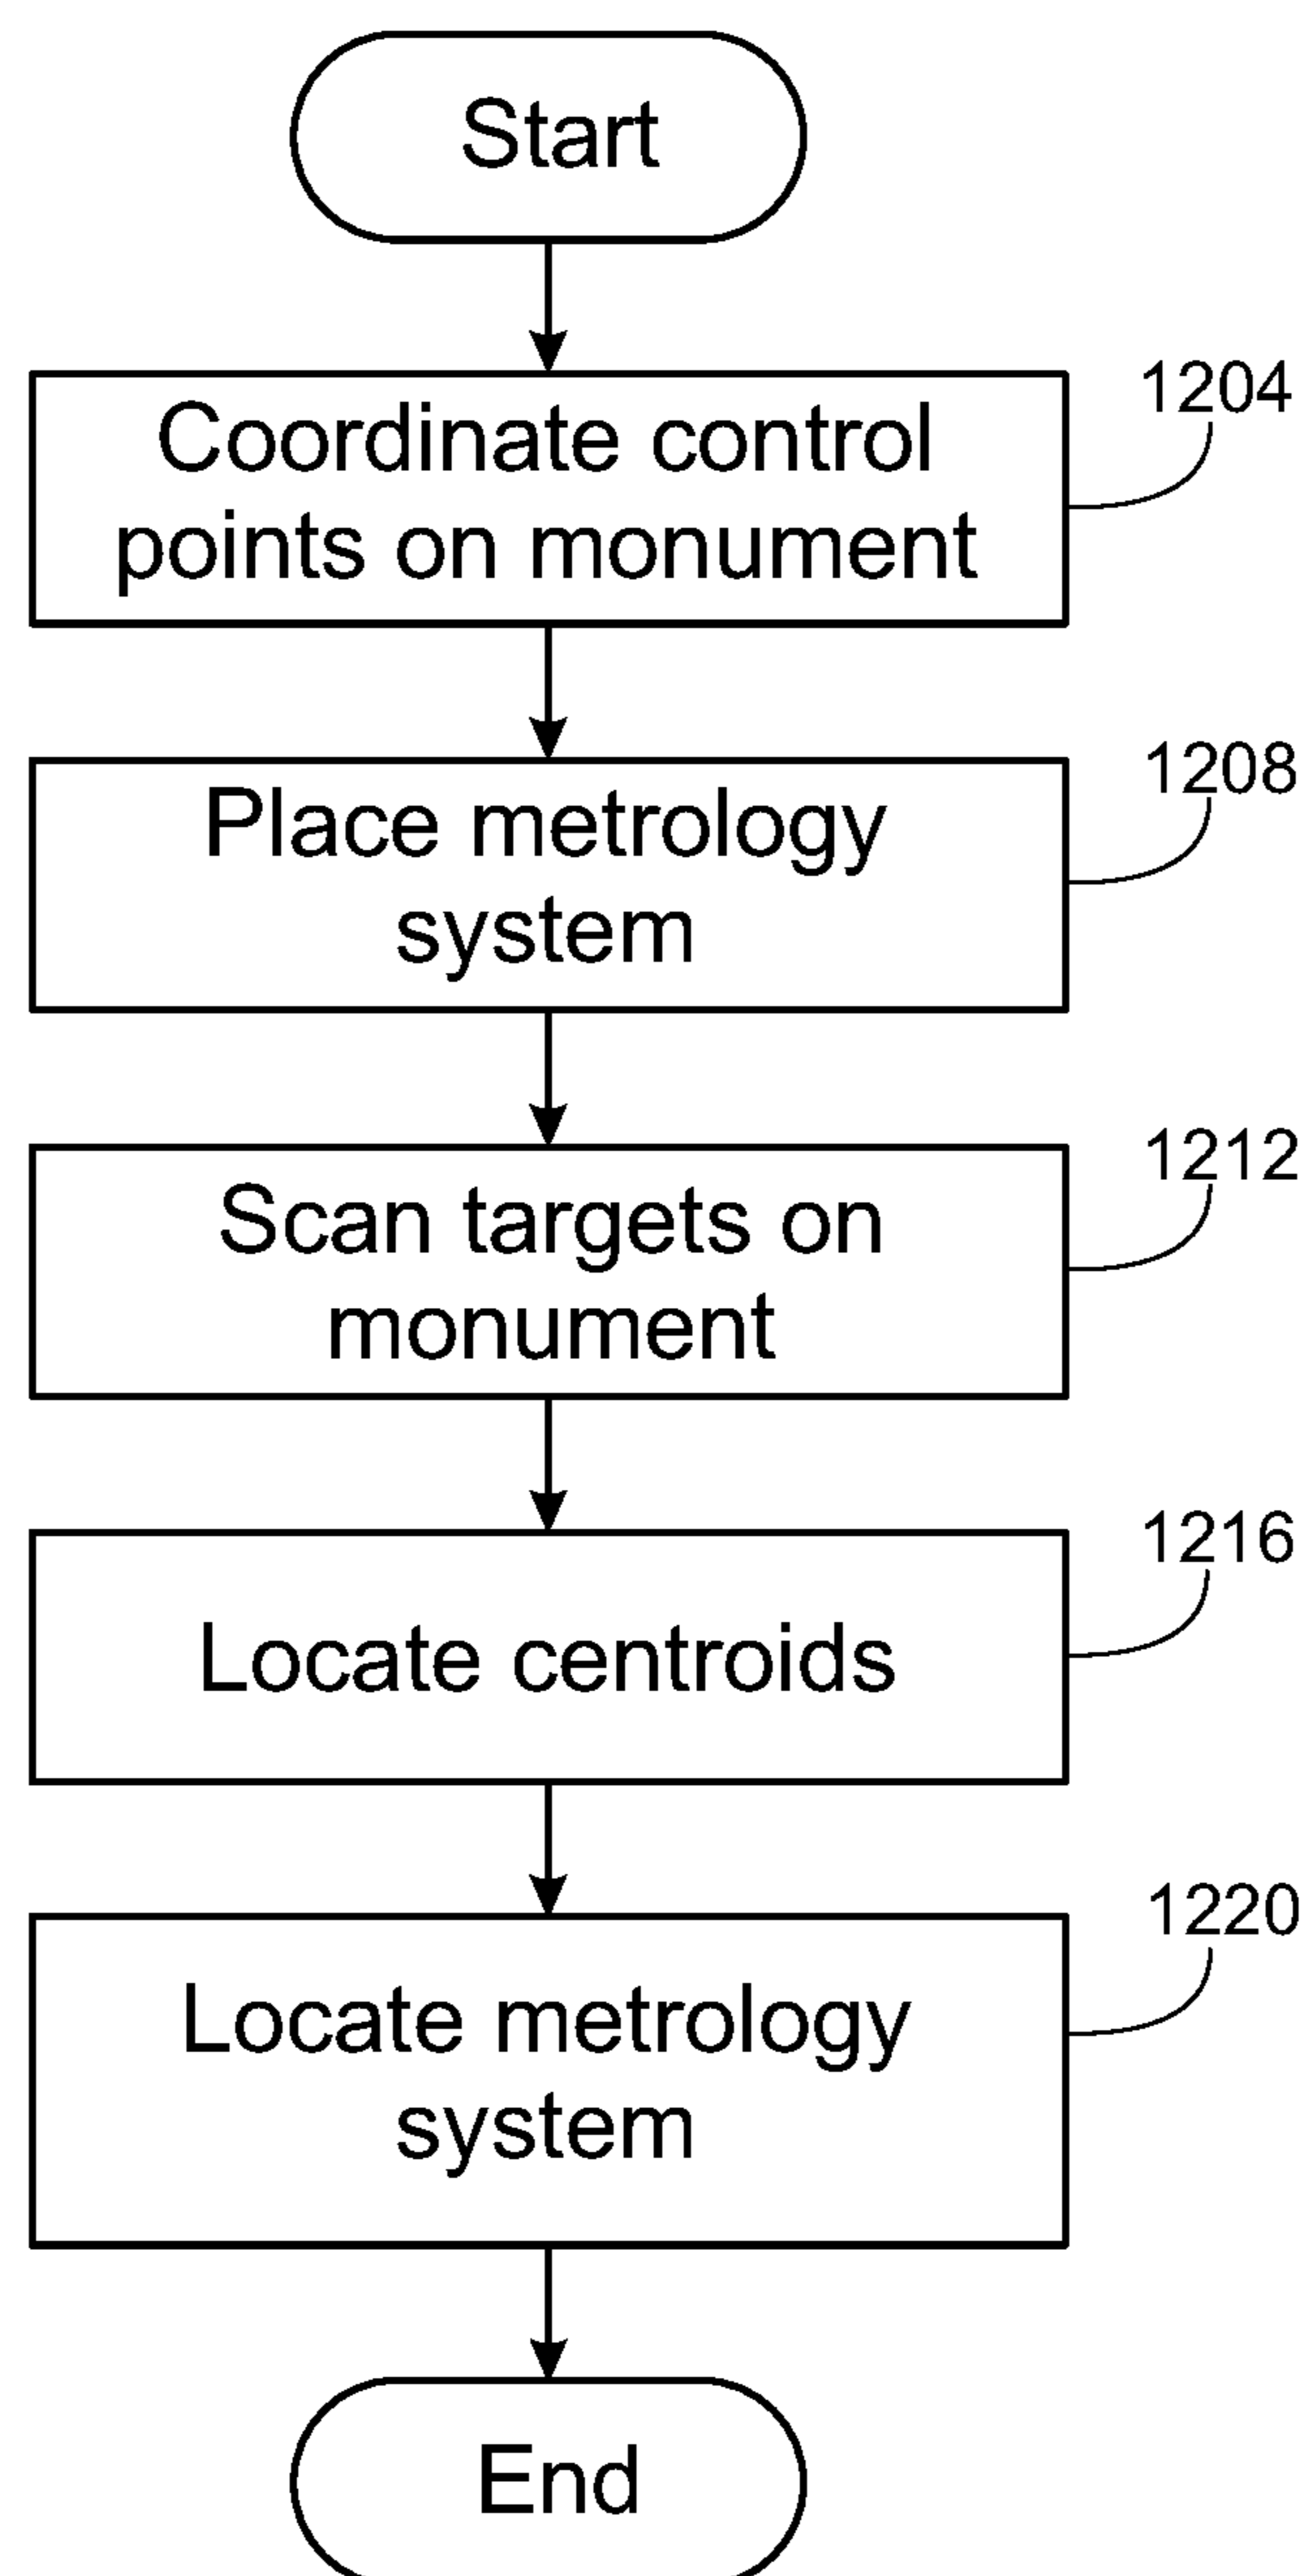 Start
Coordinate control
points on monument
1204
Place metrology
system
1208
Scan targets on
monument
1212
Locate centroids
1216
Locate metrology
system
1220
End